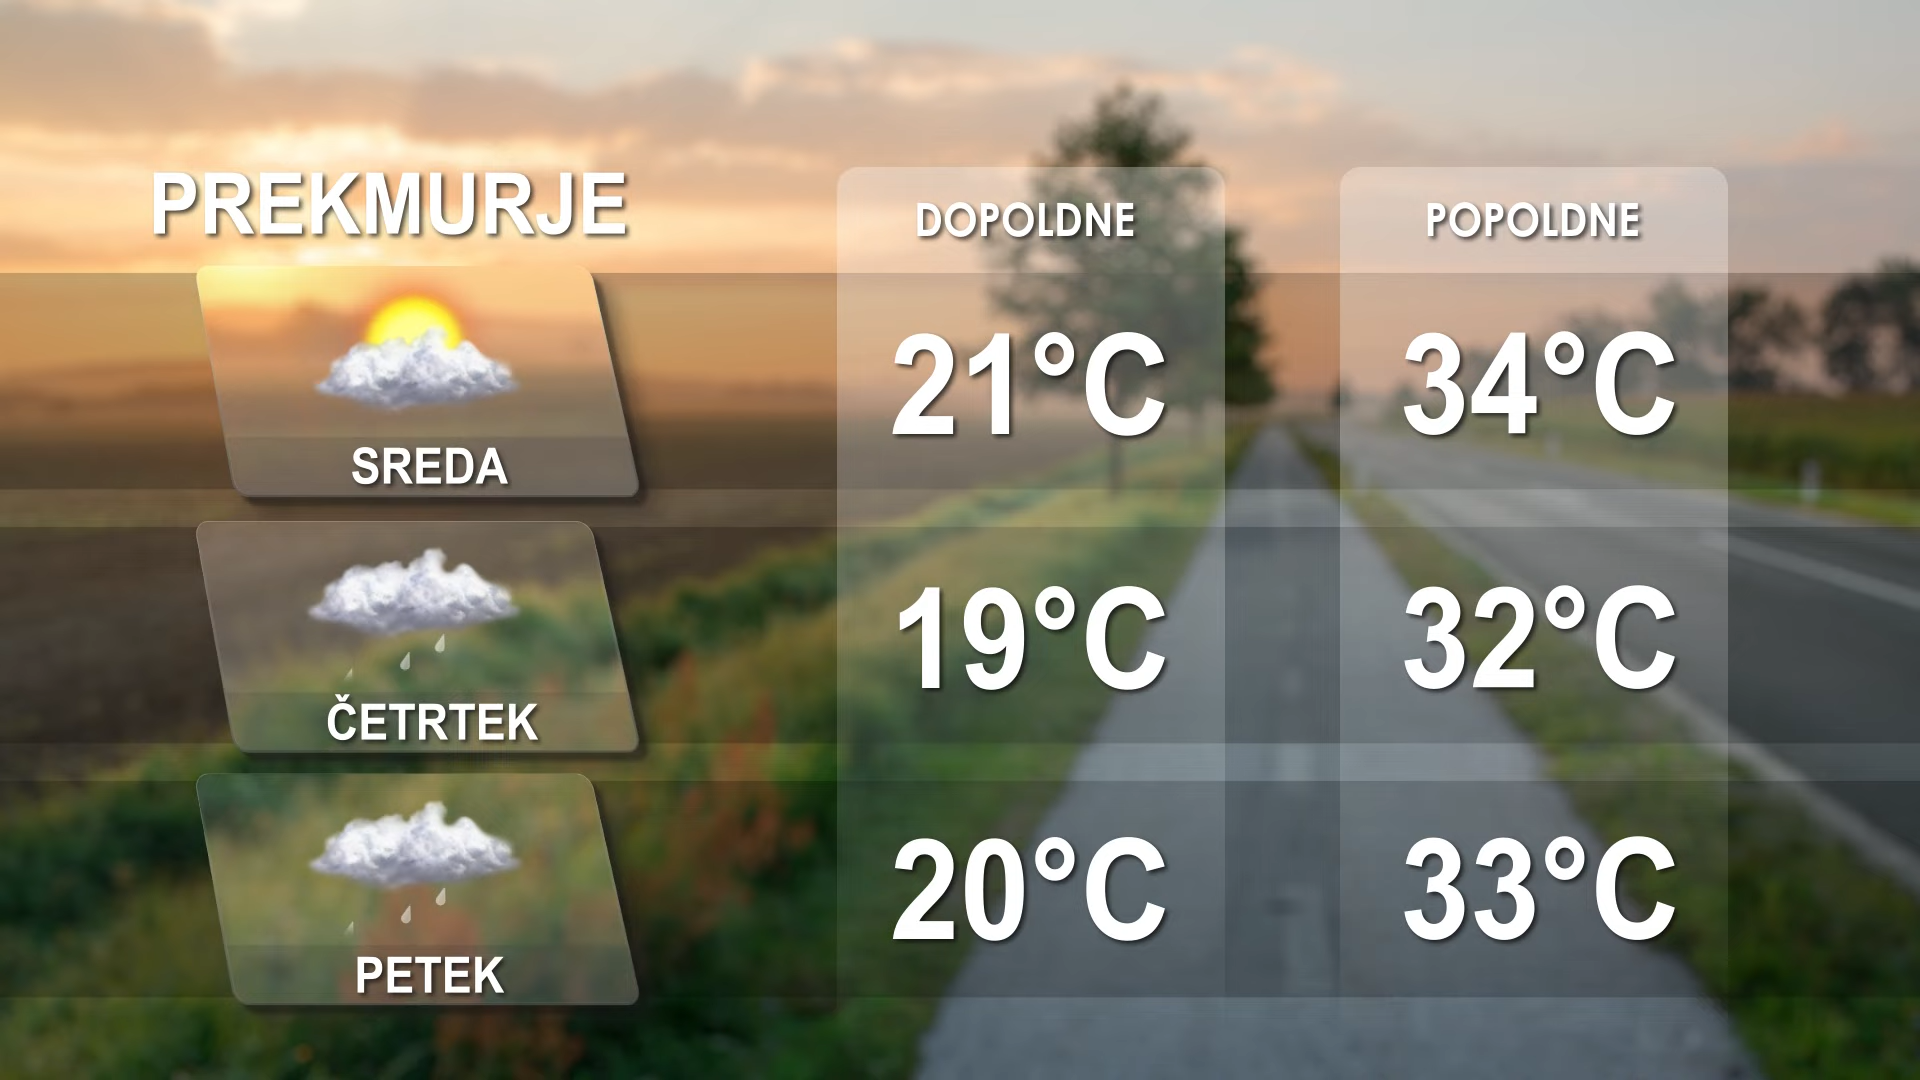 PREKMURJE
DOPOLDNE
POPOLDNE
21°C
34°C
SREDA
19°C
32°C
ČETRTEK
20°C
33°C
PETEK